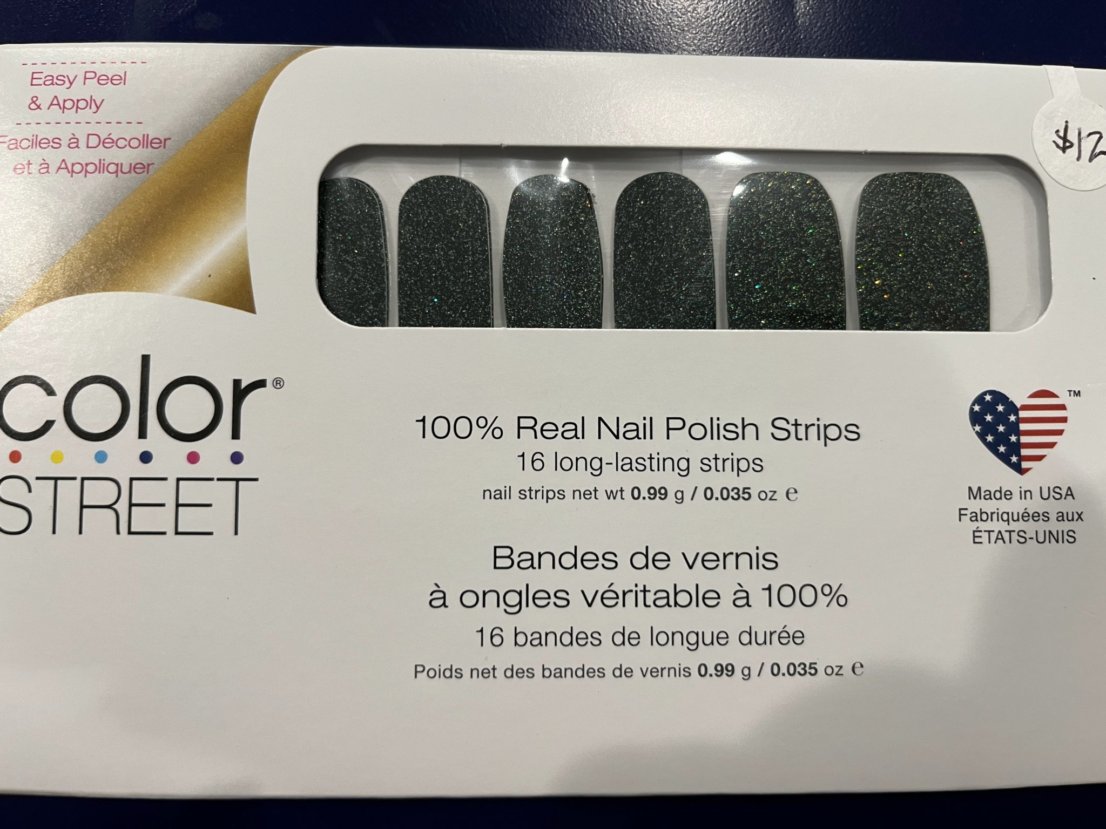 Easy Peel
& Apply
Faciles à Décoller
et à Appliquer
$12
color®
STREET
100% Real Nail Polish Strips
16 long-lasting strips
nail strips net wt 0.99 g / 0.035 oz e
Bandes de vernis
à ongles véritable à 100%
16 bandes de longue durée
Poids net des bandes de vernis 0.99 g / 0.035 oz e
TM
Made in USA
Fabriquées aux
ÉTATS-UNIS